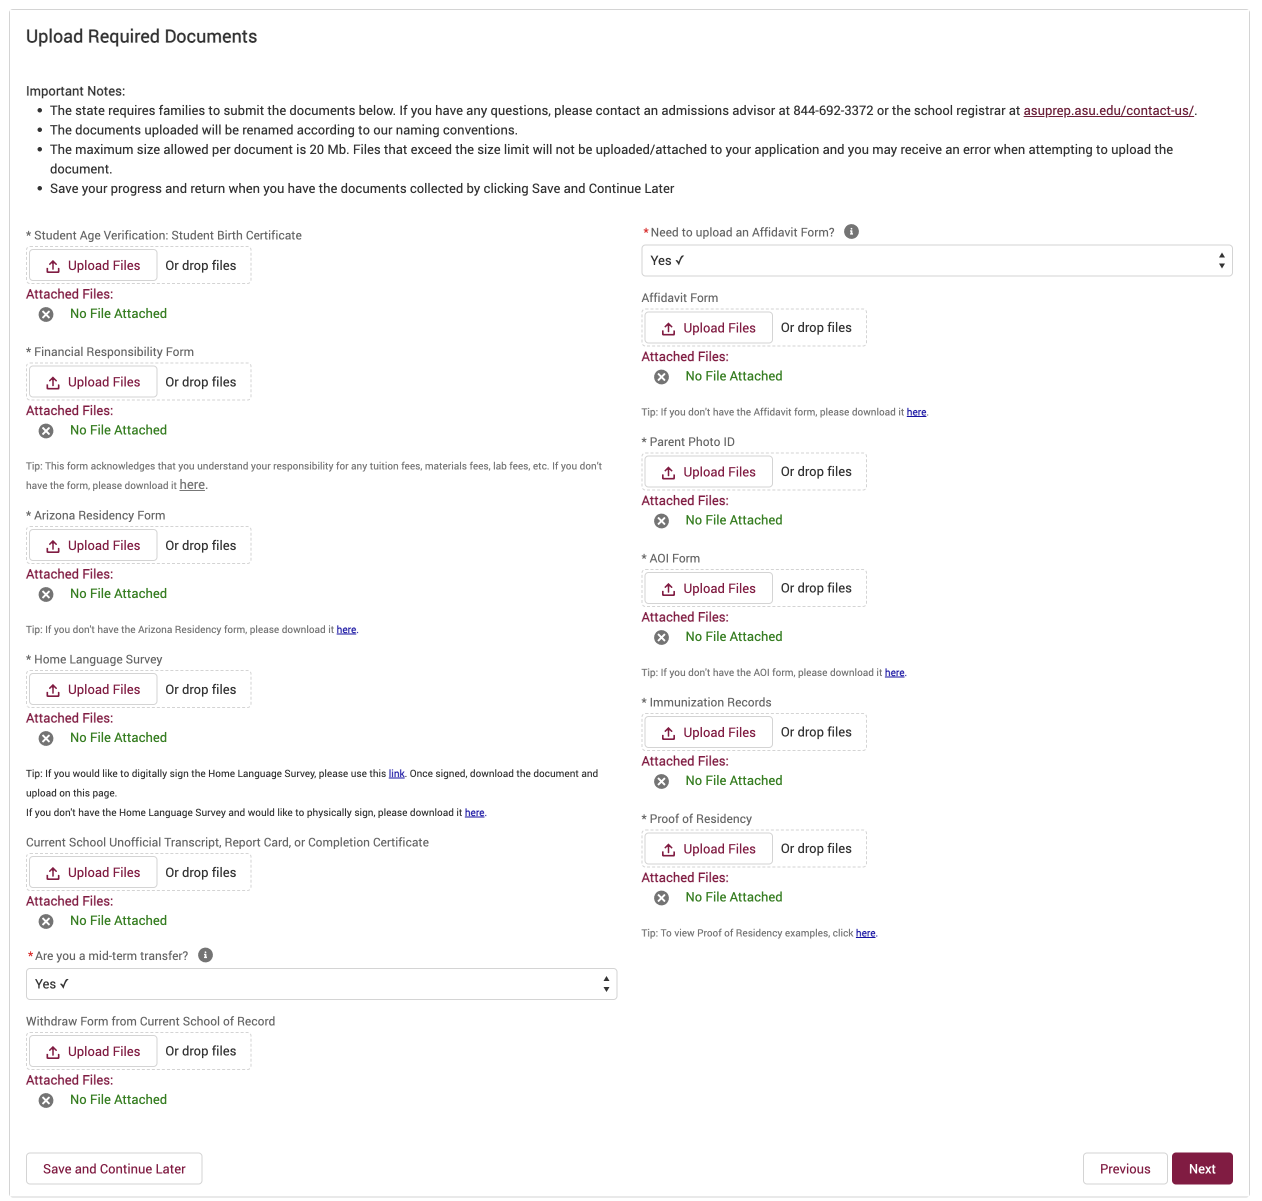 Upload Required Documents
Important Notes:
• The state requires families to submit the documents below. If you have any questions, please contact an admissions advisor at 844-692-3372 or the school registrar at asuprep.asu.edu/contact-us/.
• The documents uploaded will be renamed according to our naming conventions.
• The maximum size allowed per document is 20 Mb. Files that exceed the size limit will not be uploaded/attached to your application and you may receive an error when attempting to upload the
document.
• Save your progress and return when you have the documents collected by clicking Save and Continue Later
* Student Age Verification: Student Birth Certificate
Upload Files Or drop files
Attached Files:
No File Attached
* Financial Responsibility Form
Upload Files Or drop files
Attached Files:
No File Attached
Tip: This form acknowledges that you understand your responsibility for any tuition fees, materials fees, lab fees, etc. If you don't
have the form, please download it here.
* Arizona Residency Form
Upload Files Or drop files
Attached Files:
No File Attached
Tip: If you don't have the Arizona Residency form, please download it here.
* Home Language Survey
Upload Files Or drop files
Attached Files:
No File Attached
Tip: If you would like to digitally sign the Home Language Survey, please use this link. Once signed, download the document and
upload on this page.
If you don't have the Home Language Survey and would like to physically sign, please download it here.
Current School Unofficial Transcript, Report Card, or Completion Certificate
Upload Files Or drop files
Attached Files:
No File Attached
* Are you a mid-term transfer?
Yes ✓
Withdraw Form from Current School of Record
Upload Files Or drop files
Attached Files:
No File Attached
* Need to upload an Affidavit Form?
Yes ✓
Affidavit Form
Upload Files Or drop files
Attached Files:
No File Attached
Tip: If you don't have the Affidavit form, please download it here.
* Parent Photo ID
Upload Files Or drop files
Attached Files:
No File Attached
* AOI Form
Upload Files Or drop files
Attached Files:
No File Attached
Tip: If you don't have the AOI form, please download it here.
* Immunization Records
Upload Files Or drop files
Attached Files:
No File Attached
* Proof of Residency
Upload Files Or drop files
Attached Files:
No File Attached
Tip: To view Proof of Residency examples, click here.
Save and Continue Later
Previous
Next